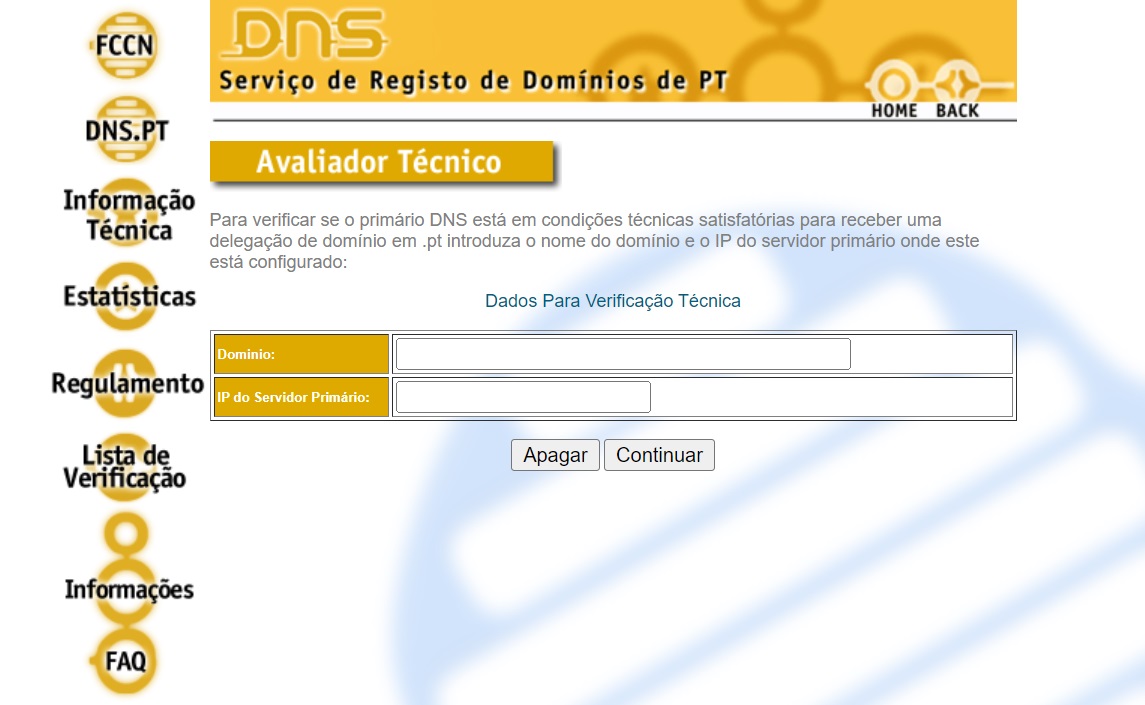 FCCN
DNS.PT
Informação
Técnica
Estatísticas
Regulamento
Lista de
Verificação
Informações
FAQ
DNS
Serviço de Registo de Domínios de PT
HOME BACK
Avaliador Técnico
Para verificar se o primário DNS está em condições técnicas satisfatórias para receber uma
delegação de domínio em .pt introduza o nome do domínio e o IP do servidor primário onde este
está configurado:
Dados Para Verificação Técnica
Dominio:
IP do Servidor Primário:
Apagar Continuar